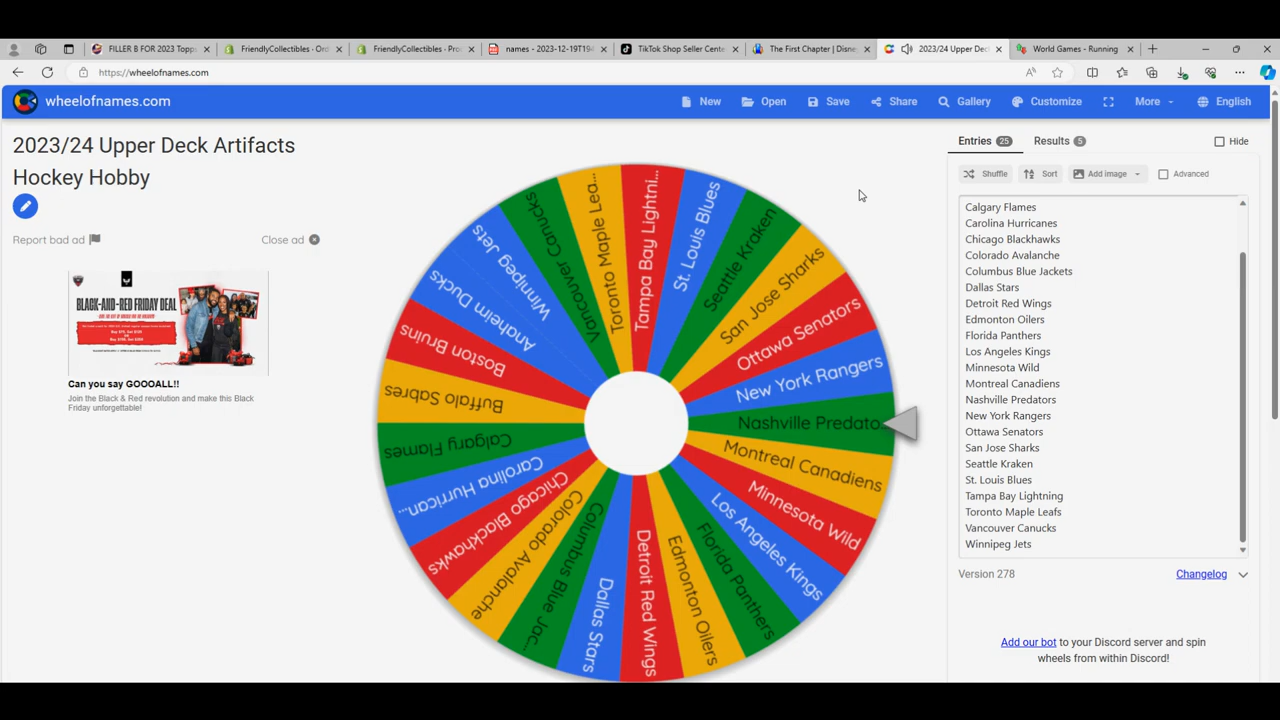 FILLER B FOR 2023 Topps
FriendlyCollectibles · Ord
FriendlyCollectibles · Proc
names - 2023-12-19T194
TikTok Shop Seller Cente
The First Chapter | Disne
2023/24 Upper Dec
World Games - Running
https://wheelofnames.com
wheelofnames.com
New
Open
Save
Share
Gallery
Customize
More
English
2023/24 Upper Deck Artifacts
Hockey Hobby
Report bad ad
Close ad
BLACK-AND-RED FRIDAY DEAL
Can you say GOOOALL!!
Join the Black & Red revolution and make this Black
Friday unforgettable!
Winnipeg Jets
Vancouver Canucks
Toronto Maple Lea...
Tampa Bay Lightni...
St. Louis Blues
Seattle Kraken
San Jose Sharks
Ottawa Senators
New York Rangers
Nashville Predato
Montreal Canadiens
Minnesota Wild
Los Angeles Kings
Florida Panthers
Edmonton Oilers
Detroit Red Wings
Dallas Stars
Columbus Blue Jac...
Colorado Avalanche
Chicago Blackhawks
Carolina Hurrican...
Calgary Flames
Buffalo Sabres
Boston Bruins
Anaheim Ducks
Entries 25
Results 5
Hide
Shuffle
Sort
Add image
Advanced
Calgary Flames
Carolina Hurricanes
Chicago Blackhawks
Colorado Avalanche
Columbus Blue Jackets
Dallas Stars
Detroit Red Wings
Edmonton Oilers
Florida Panthers
Los Angeles Kings
Minnesota Wild
Montreal Canadiens
Nashville Predators
New York Rangers
Ottawa Senators
San Jose Sharks
Seattle Kraken
St. Louis Blues
Tampa Bay Lightning
Toronto Maple Leafs
Vancouver Canucks
Winnipeg Jets
Version 278
Changelog
Add our bot to your Discord server and spin
wheels from within Discord!